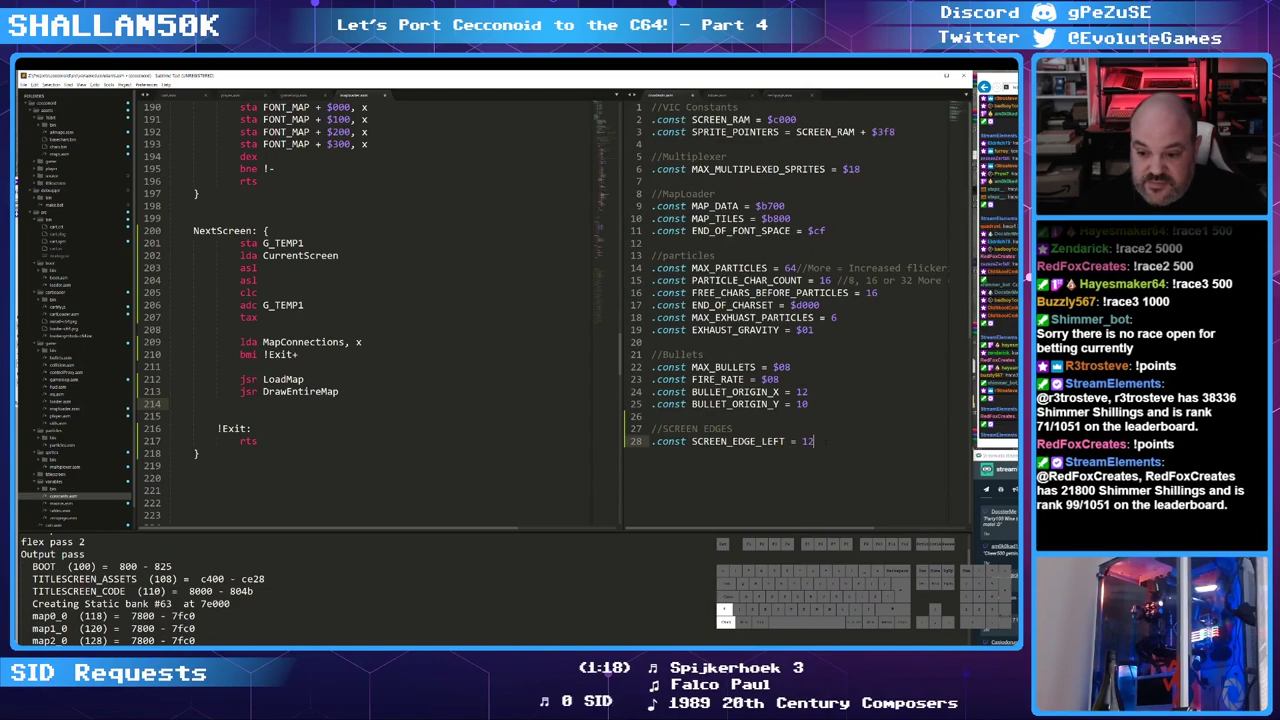 SHALLAN50K
Let's Port Cecconoid to the C64! - Part 4
Discord gPeZuSE
Twitter @EvoluteGames
190 sta FONT_MAP + $000, x
191 sta FONT_MAP + $100, x
192 sta FONT_MAP + $200, x
193 sta FONT_MAP + $300, x
194 dex
195 bne !-
196 rts
197 }
198
199
200 NextScreen: {
201 sta G_TEMP1
202 lda CurrentScreen
203 asl
204 asl
205 clc
206 adc G_TEMP1
207 tax
208
209 lda MapConnections, x
210 bmi !Exit+
211
212 jsr LoadMap
213 jsr DrawEntireMap
214
215
216 !Exit:
217 rts
218 }
219
220
221
222
223
1 //VIC Constants
2 .const SCREEN_RAM = $c000
3 .const SPRITE_POINTERS = SCREEN_RAM + $3f8
4
5 //Multiplexer
6 .const MAX_MULTIPLEXED_SPRITES = $18
7
8 //MapLoader
9 .const MAP_DATA = $b700
10 .const MAP_TILES = $b800
11 .const END_OF_FONT_SPACE = $cf
12
13 //particles
14 .const MAX_PARTICLES = 64//More = Increased flicker
15 .const PARTICLE_CHAR_COUNT = 16 //8, 16 or 32 More
16 .const FREE_CHARS_BEFORE_PARTICLES = 16
17 .const END_OF_CHARSET = $d000
18 .const MAX_EXHAUST_PARTICLES = 6
19 .const EXHAUST_GRAVITY = $01
20
21 //Bullets
22 .const MAX_BULLETS = $08
23 .const FIRE_RATE = $08
24 .const BULLET_ORIGIN_X = 12
25 .const BULLET_ORIGIN_Y = 10
26
27 //SCREEN EDGES
28 .const SCREEN_EDGE_LEFT = 12
flex pass 2
Output pass
BOOT (100) = 800 - 825
TITLESCREEN_ASSETS (108) = c400 - ce28
TITLESCREEN_CODE (110) = 8000 - 804b
Creating Static bank #63 at 7e000
map0_0 (118) = 7800 - 7fc0
map1_0 (120) = 7800 - 7fc0
map2_0 (128) = 7800 - 7fc0
Haysmaker64: !race1 500
Zendarick: !race2 5000
RedFoxCreates: !race2 500
Hayesmaker64: !race3 500
Buzzly567: !race3 1000
Shimmer_bot:
Sorry there is no race open for
betting currently
R3trosteve: !points
StreamElements:
@r3trosteve, r3trosteve has 38336
Shimmer Shillings and is rank
71/1051 on the leaderboard.
RedFoxCreates: !points
StreamElements:
@RedFoxCreates, RedFoxCreates
has 21800 Shimmer Shillings and is
rank 99/1051 on the leaderboard.
SID Requests
(1:18) Spijkerhoek 3
Falco Paul
0 SID 1989 20th Century Composers